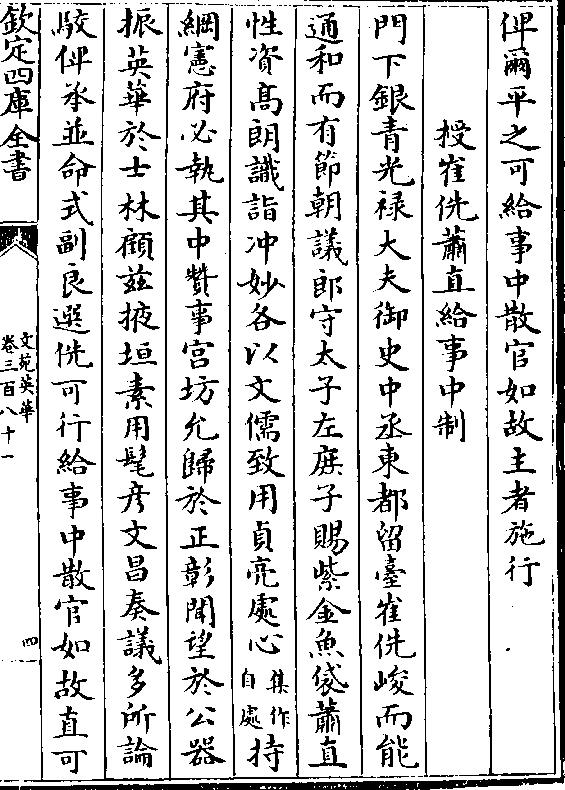 俾爾平之可給事中散官如故主者施行
授崔侁蕭直給事中制
門下銀青光禄大夫御史中丞東都留臺崔侁峻而能
通和而有節朝議郎守太子左庶子賜紫金魚袋蕭直
性資髙朗識詣冲妙各以文儒致用貞亮處心集作自處持
綱憲府必執其中贊事宫坊允歸於正彰聞望於公器
振英華於士林顧兹掖垣素用髦彦文昌奏議多所論
駮俾承並命式副良選侁可行給事中散官如故直可
欽定四庫全書
文苑英華
卷三百八十一
四